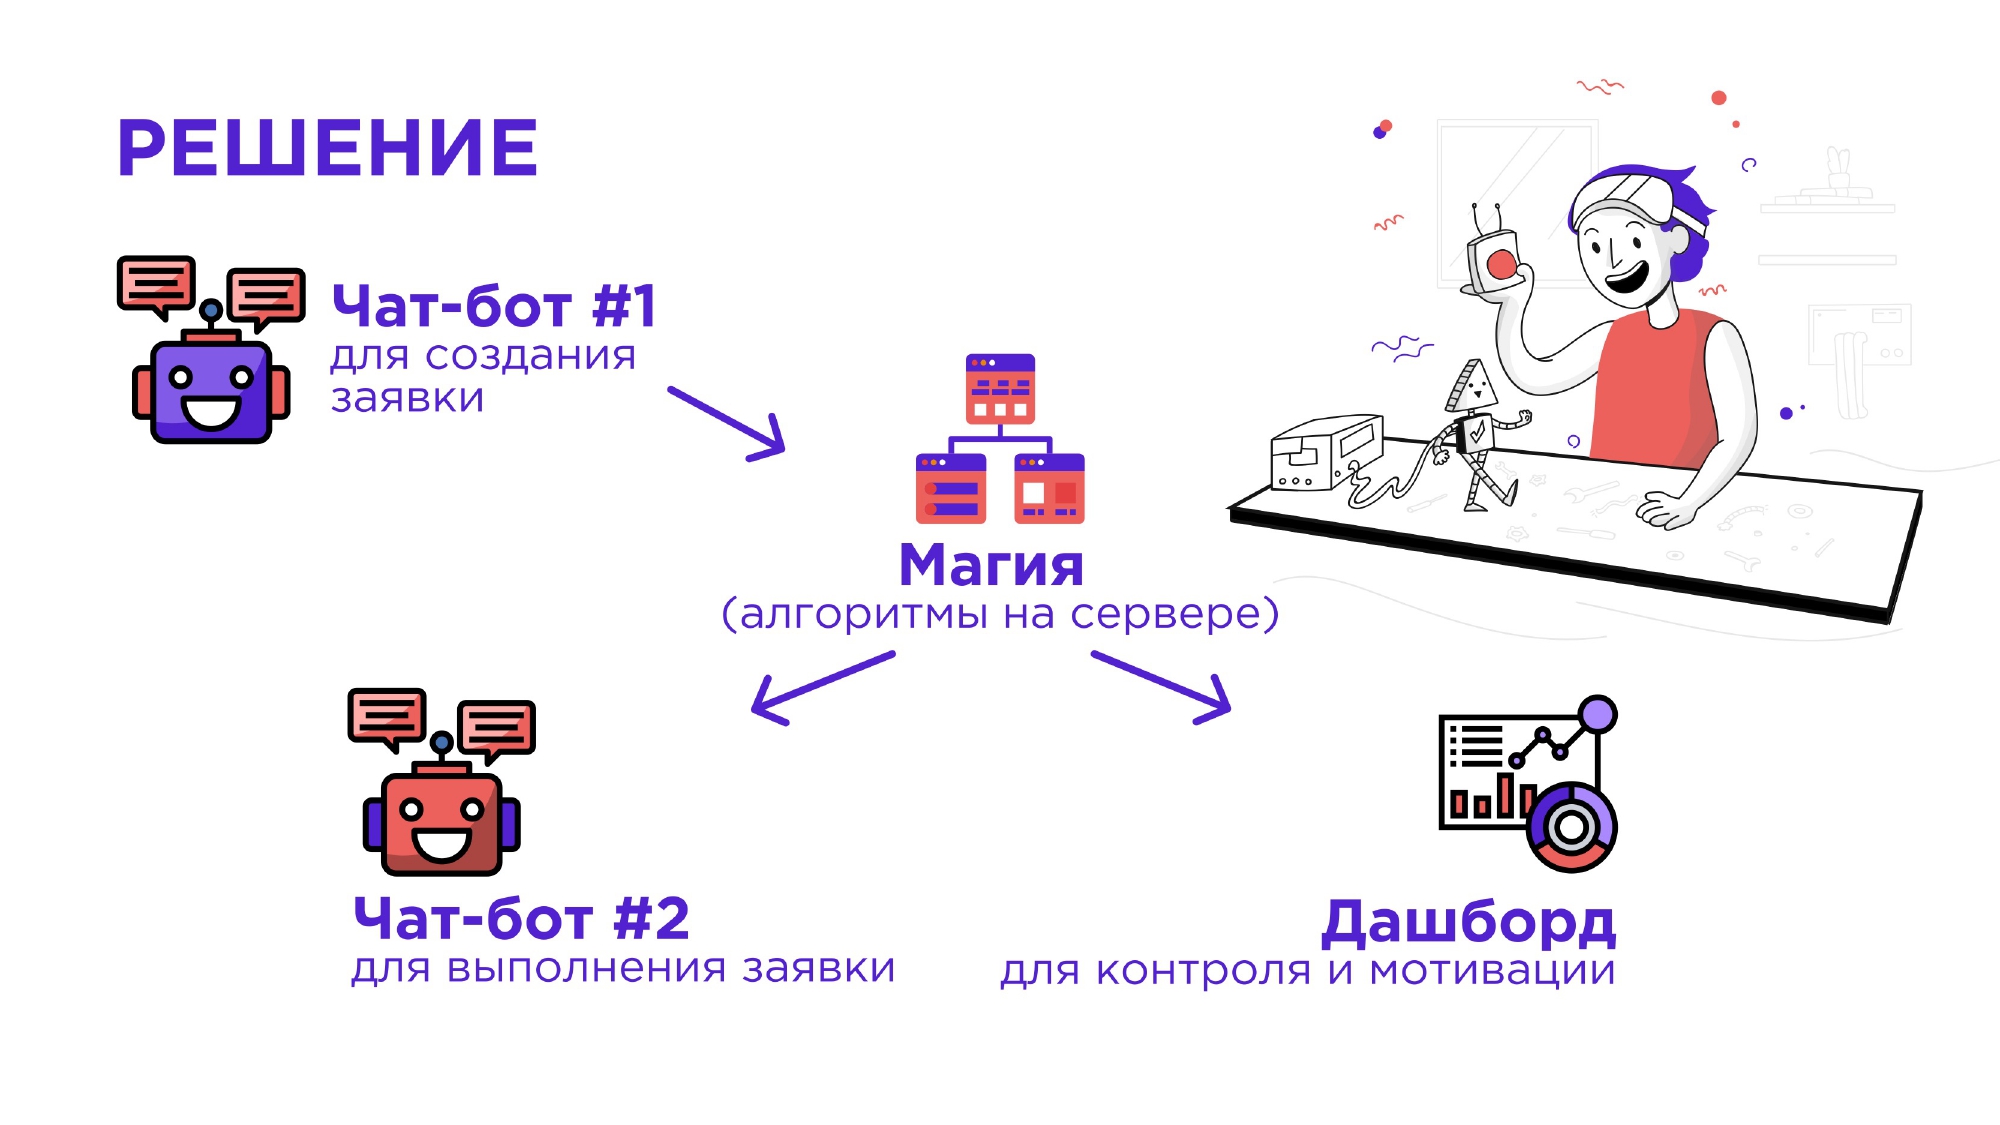 РЕШЕНИЕ
Чат-бот #1
для создания
заявки
Магия
(алгоритмы на сервере)
Чат-бот #2
для выполнения заявки
Дашборд
для контроля и мотивации